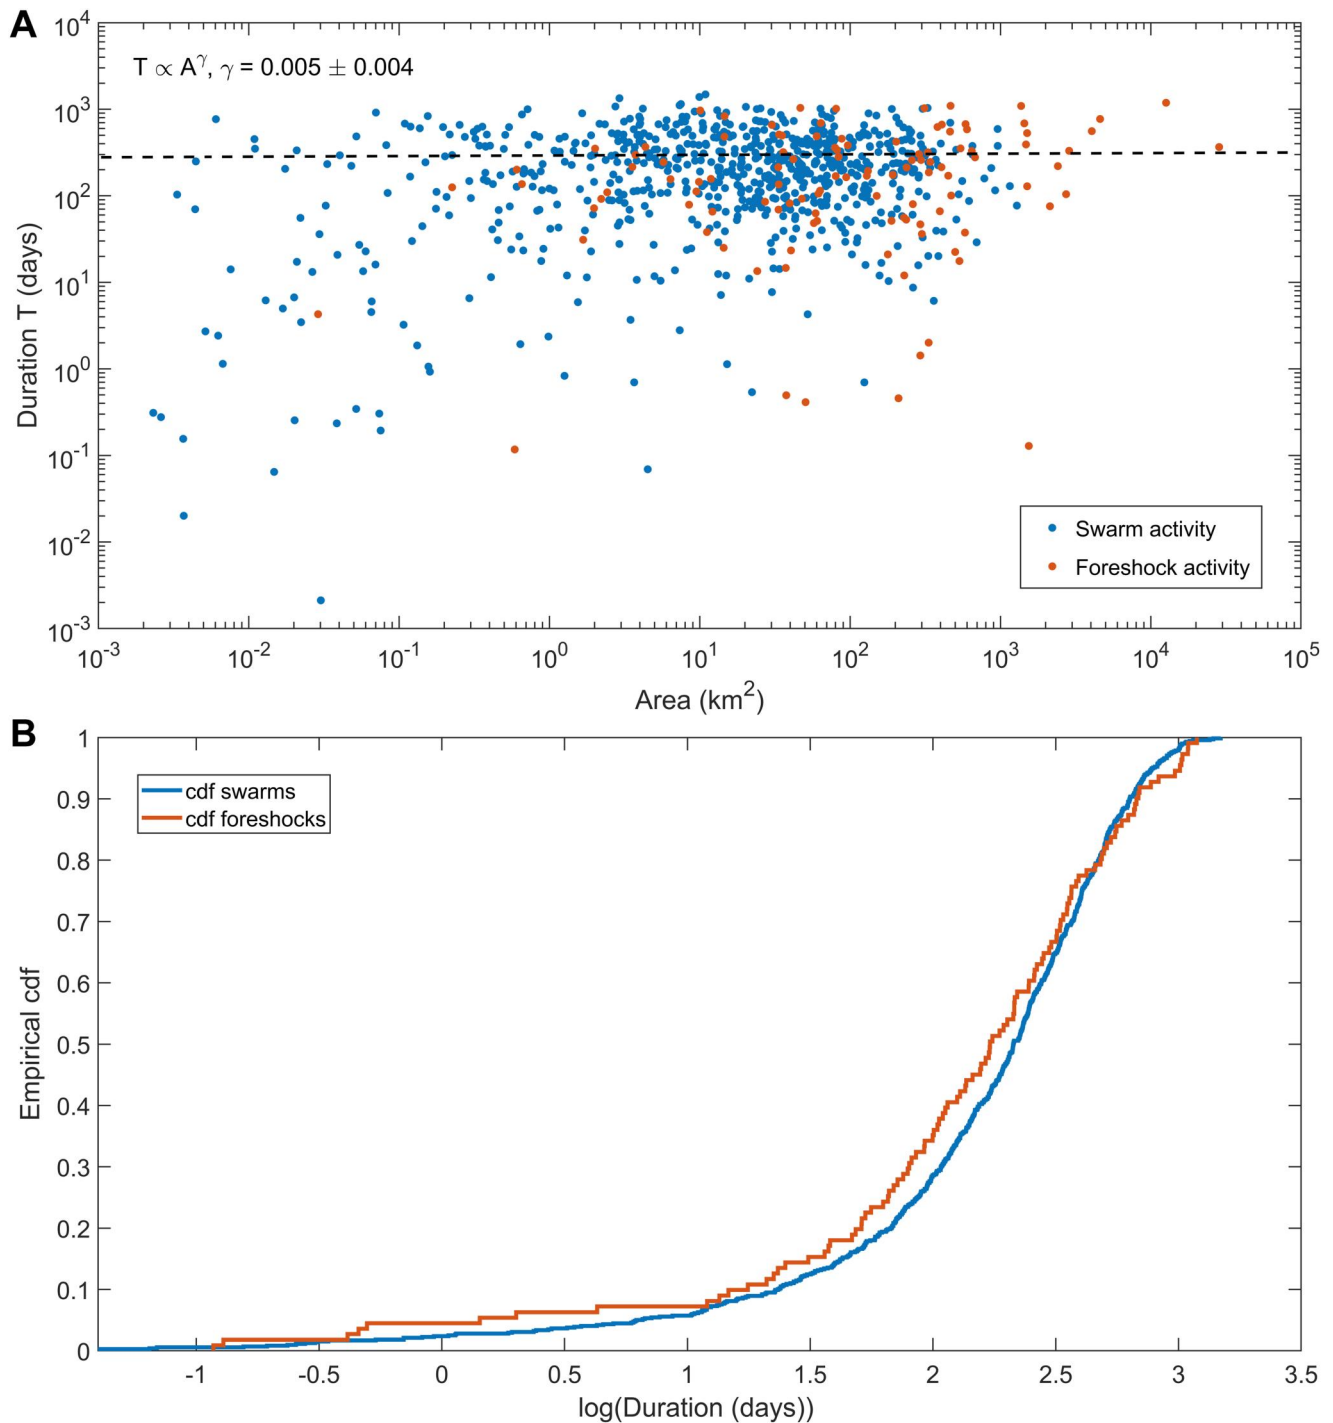 A
T ∝ A^γ, γ = 0.005 ± 0.004
10^4
10^3
10^2
10^1
10^0
10^-1
10^-2
10^-3
Duration T (days)
Swarm activity
Foreshock activity
10^-3 10^-2 10^-1 10^0 10^1 10^2 10^3 10^4 10^5
Area (km^2)
B
cdf swarms
cdf foreshocks
1
0.9
0.8
0.7
0.6
0.5
0.4
0.3
0.2
0.1
0
Empirical cdf
-1 -0.5 0 0.5 1 1.5 2 2.5 3 3.5
log(Duration (days))